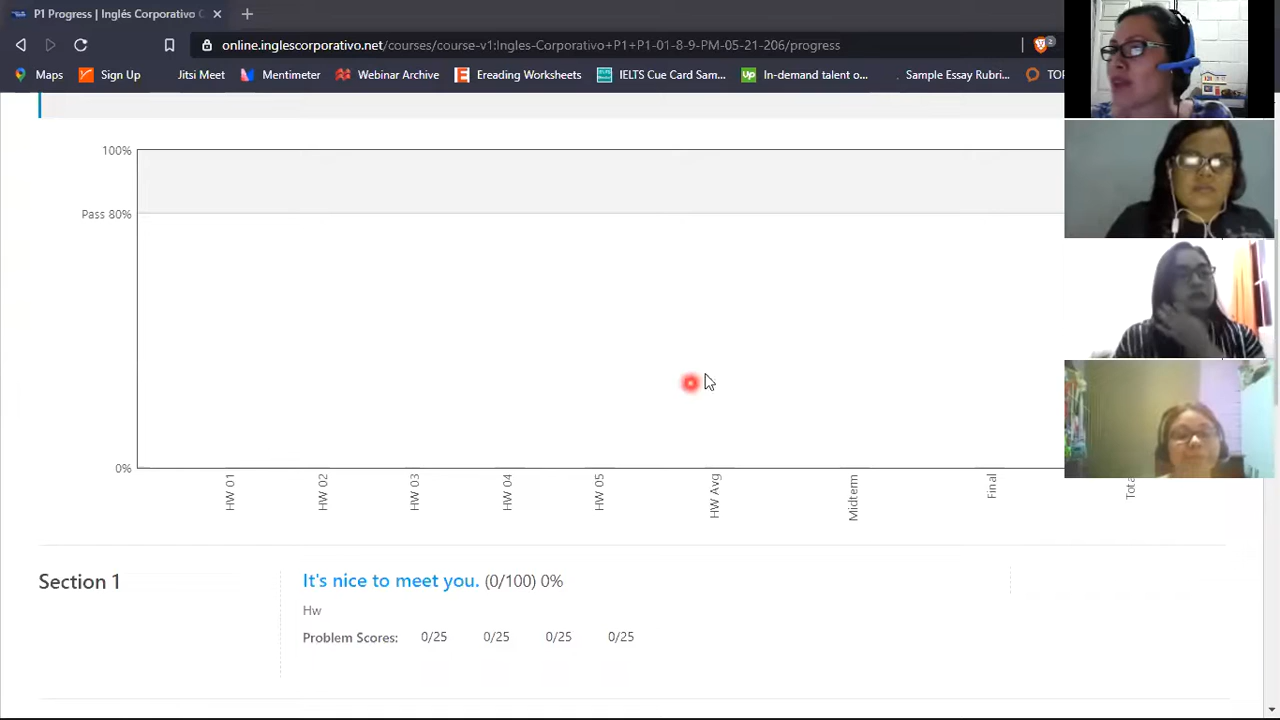 P1 Progress | Inglés Corporativo C
online.inglescorporativo.net/courses/course-v1:Ingles
Corporativo+P1+P1-01-8-9-PM-05-21-206/progress
2
Maps
Sign Up
Jitsi Meet
Mentimeter
Webinar Archive
Editing Worksheets
IELTS Cue Card Sam...
In-demand talent o...
Sample essay Rubri...
100%
Pass 80%
0%
HW 01
HW 02
HW 03
HW 04
HW 05
HW Avg
Midterm
Final
Section 1
It's nice to meet you. (0/100) 0%
Hw
Problem Scores: 0/25 0/25 0/25 0/25